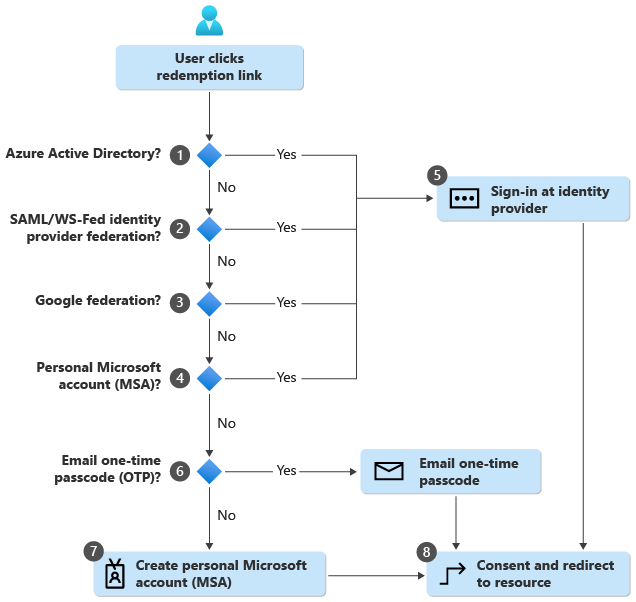 User clicks
redemption link
Azure Active Directory?
1
Yes
No
5
Sign-in at identity
provider
SAML/WS-Fed identity
provider federation?
2
Yes
No
Google federation?
3
Yes
No
Personal Microsoft
account (MSA)?
4
Yes
No
Email one-time
passcode (OTP)?
6
Yes
Email one-time
passcode
No
7
Create personal Microsoft
account (MSA)
8
Consent and redirect
to resource